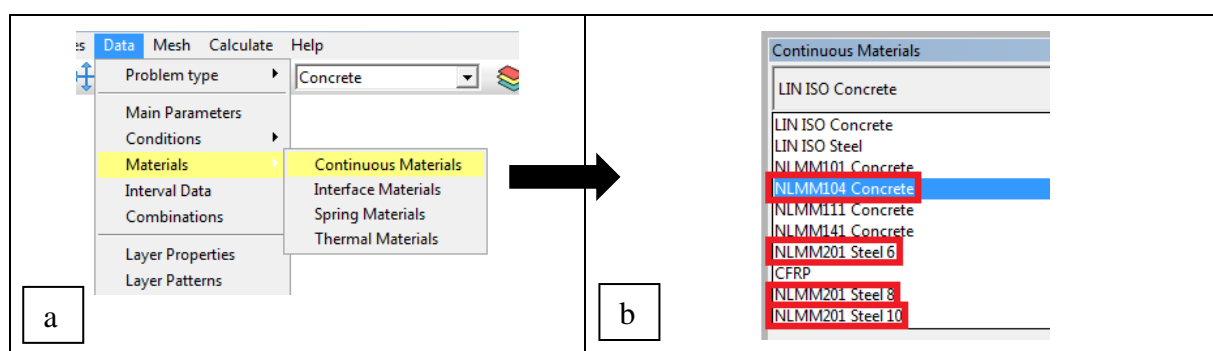 es Data Mesh Calculate Help
Problem type
Concrete
Main Parameters
Conditions
Materials
Continuous Materials
Interval Data
Interface Materials
Combinations
Spring Materials
Thermal Materials
Layer Properties
Layer Patterns
a
Continuous Materials
LIN ISO Concrete
LIN ISO Concrete
LIN ISO Steel
NLMM101 Concrete
NLMM104 Concrete
NLMM111 Concrete
NLMM141 Concrete
NLMM201 Steel 6
CFRP
NLMM201 Steel 8
NLMM201 Steel 10
b